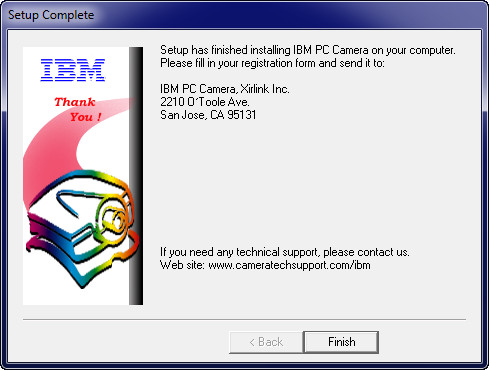 Setup Complete
IBM
Thank
You !
Setup has finished installing IBM PC Camera on your computer.
Please fill in your registration form and send it to:
IBM PC Camera, Xirlink Inc.
2210 O'Toole Ave.
San Jose, CA 95131
If you need any technical support, please contact us.
Web site: www.cameratechsupport.com/ibm
< Back
Finish